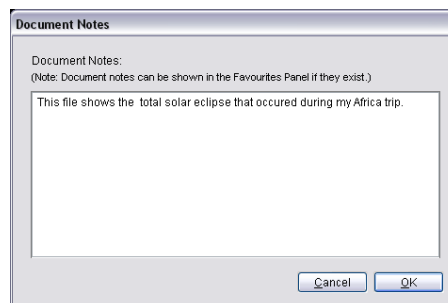 Document Notes
Document Notes:
(Note: Document notes can be shown in the Favourites Panel if they exist.)
This file shows the total solar eclipse that occured during my Africa trip.
Cancel
OK